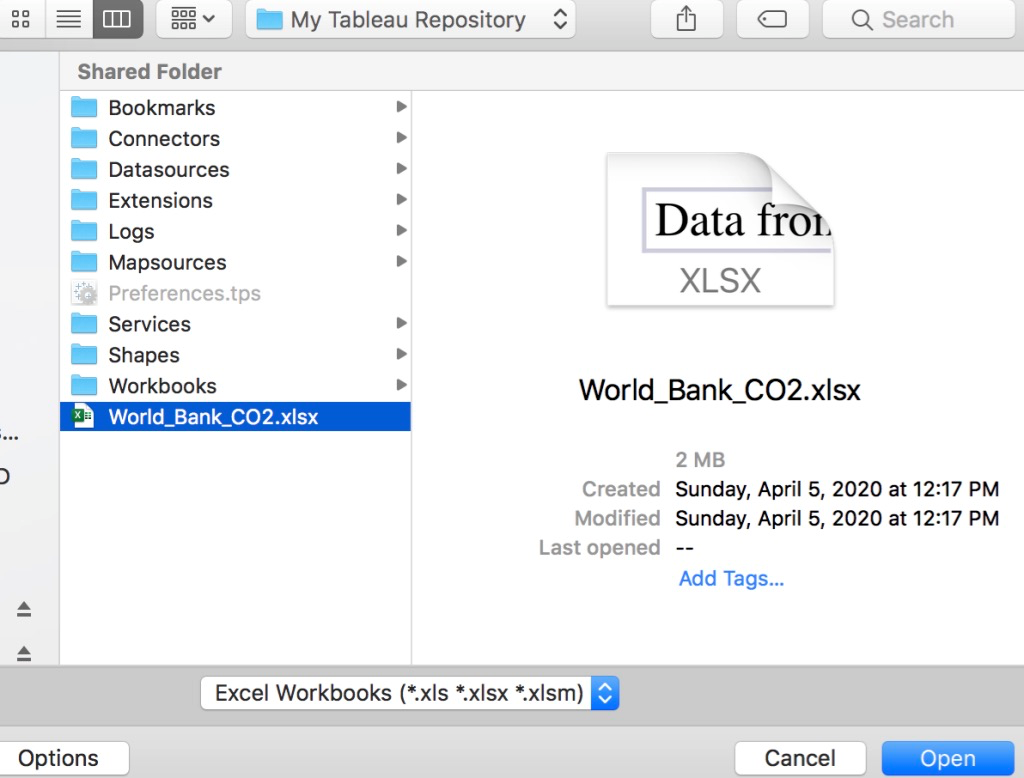 My Tableau Repository
Search
Shared Folder
Bookmarks
Connectors
Datasources
Extensions
Logs
Mapsources
Preferences.tps
Services
Shapes
Workbooks
World_Bank_CO2.xlsx
Data from
XLSX
World_Bank_CO2.xlsx
2 MB
Created Sunday, April 5, 2020 at 12:17 PM
Modified Sunday, April 5, 2020 at 12:17 PM
Last opened --
Add Tags...
Excel Workbooks (*.xls *.xlsx *.xlsm)
Options
Cancel
Open